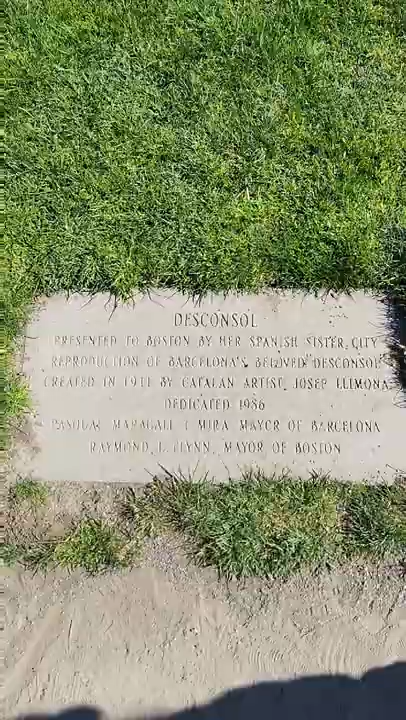 DESCONSOL
PRESENTED TO BOSTON BY HER SPANISH SISTER CITY
REPRODUCTION OF BARCELONA'S BELOVED DESCONSOL
CREATED IN 1911 BY CATALAN ARTIST, JOSEP LLIMONA
DEDICATED 1986
PASQUAL MARAGALL I MIRA MAYOR OF BARCELONA
RAYMOND L. FLYNN, MAYOR OF BOSTON